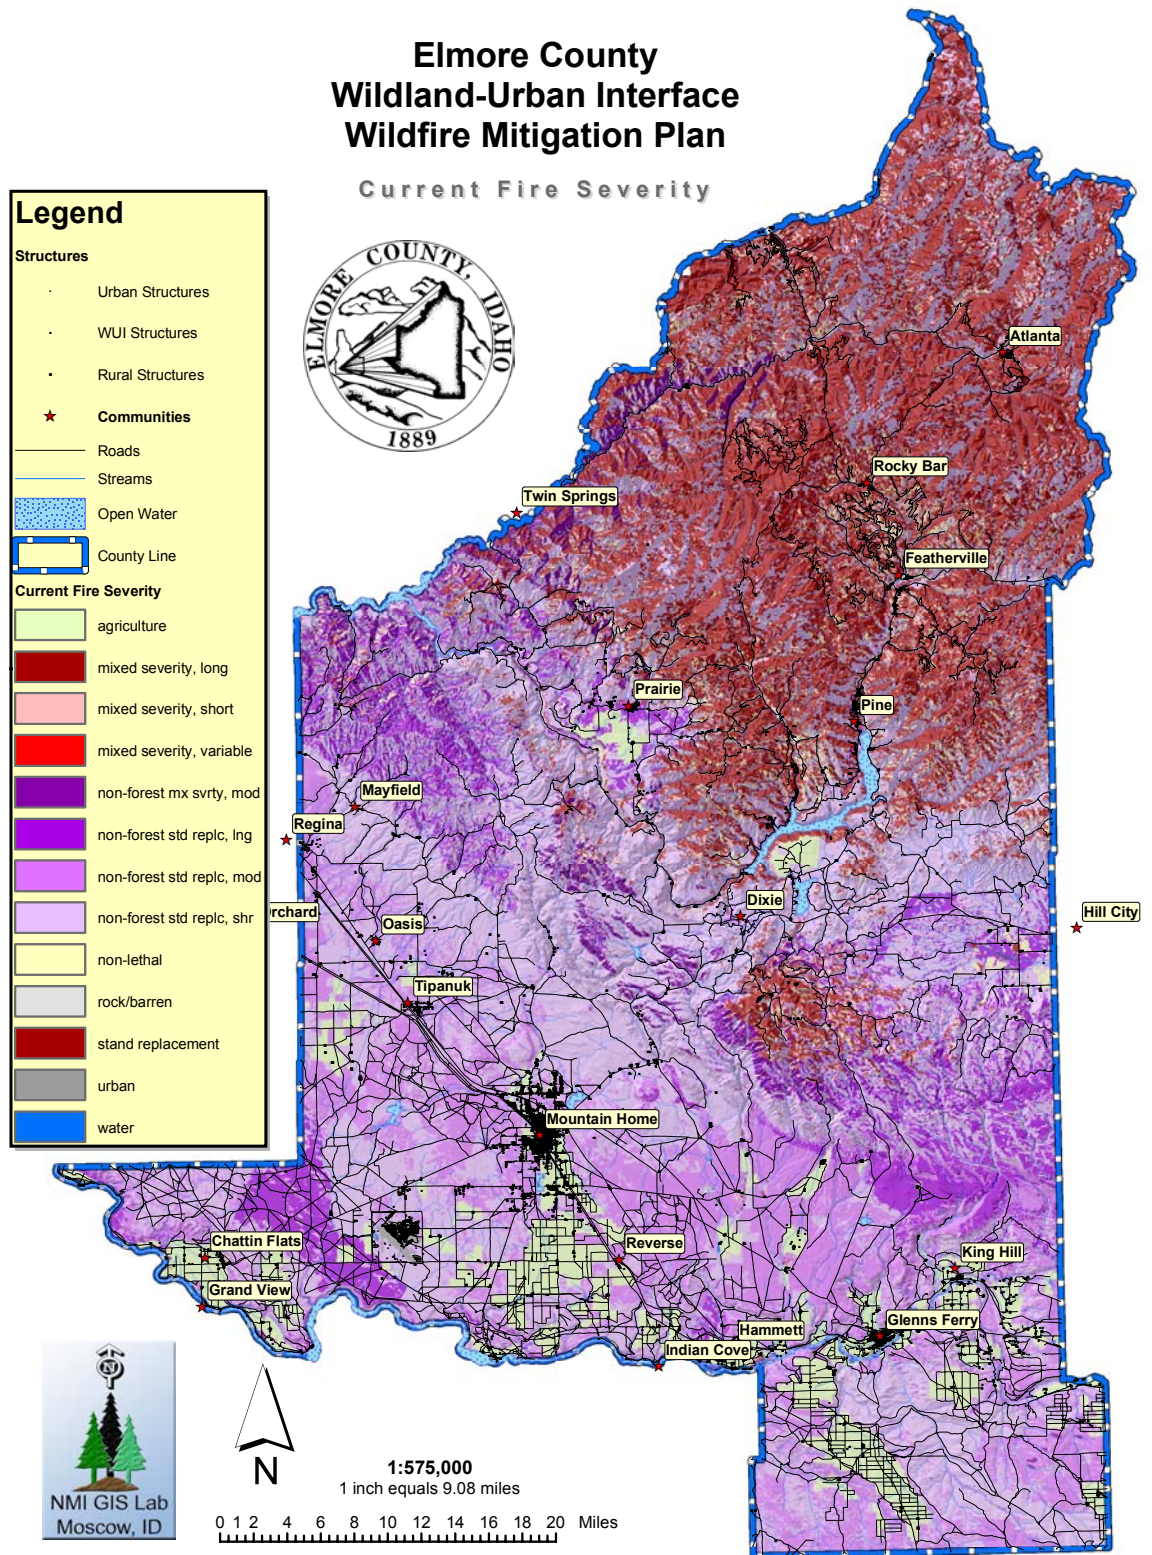 Elmore County
Wildland-Urban Interface
Wildfire Mitigation Plan
Current Fire Severity
Legend
Structures
Urban Structures
WUI Structures
Rural Structures
Communities
Roads
Streams
Open Water
County Line
Current Fire Severity
agriculture
mixed severity, long
mixed severity, short
mixed severity, variable
non-forest mx svrty, mod
non-forest std replc, lng
non-forest std replc, mod
non-forest std replc, shr
non-lethal
rock/barren
stand replacement
urban
water
ELMORE COUNTY, IDAHO
1889
Atlanta
Rocky Bar
Twin Springs
Featherville
Prairie
Pine
Mayfield
Regina
Dixie
rchard
Hill City
Oasis
Tipanuk
Mountain Home
Chattin Flats
Reverse
King Hill
Grand View
Glenns Ferry
Hammett
Indian Cove
N
NMI GIS Lab
Moscow, ID
N
1:575,000
1 inch equals 9.08 miles
0 1 2 4 6 8 10 12 14 16 18 20 Miles